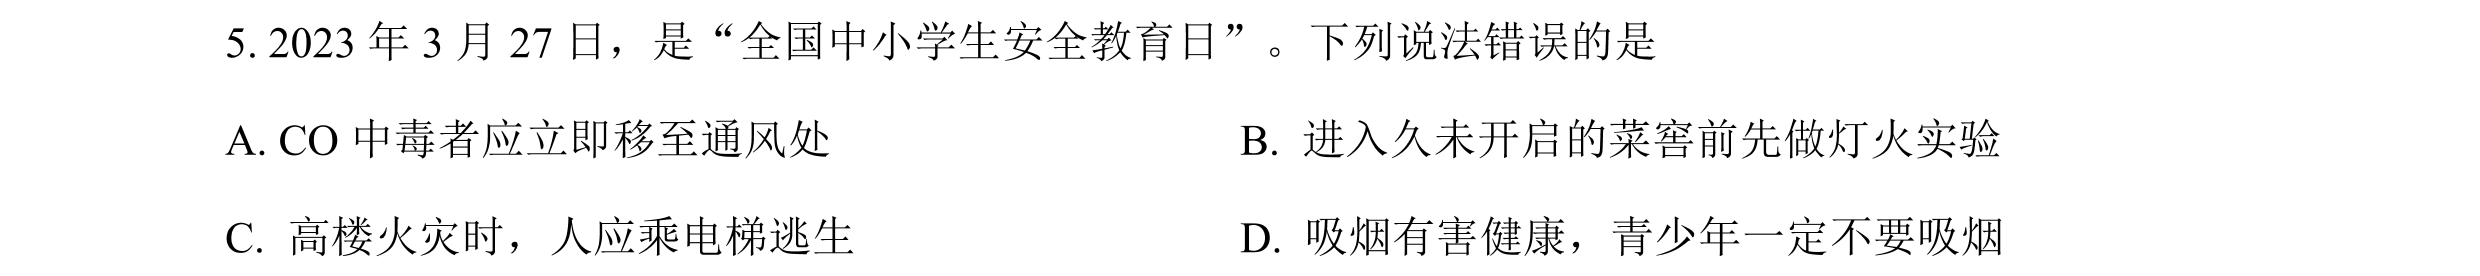 5. 2023 年 3 月 27 日，是“全国中小学生安全教育日”。下列说法错误的是
A. CO 中毒者应立即移至通风处 B. 进入久未开启的菜窖前先做灯火实验
C. 高楼火灾时，人应乘电梯逃生 D. 吸烟有害健康，青少年一定不要吸烟